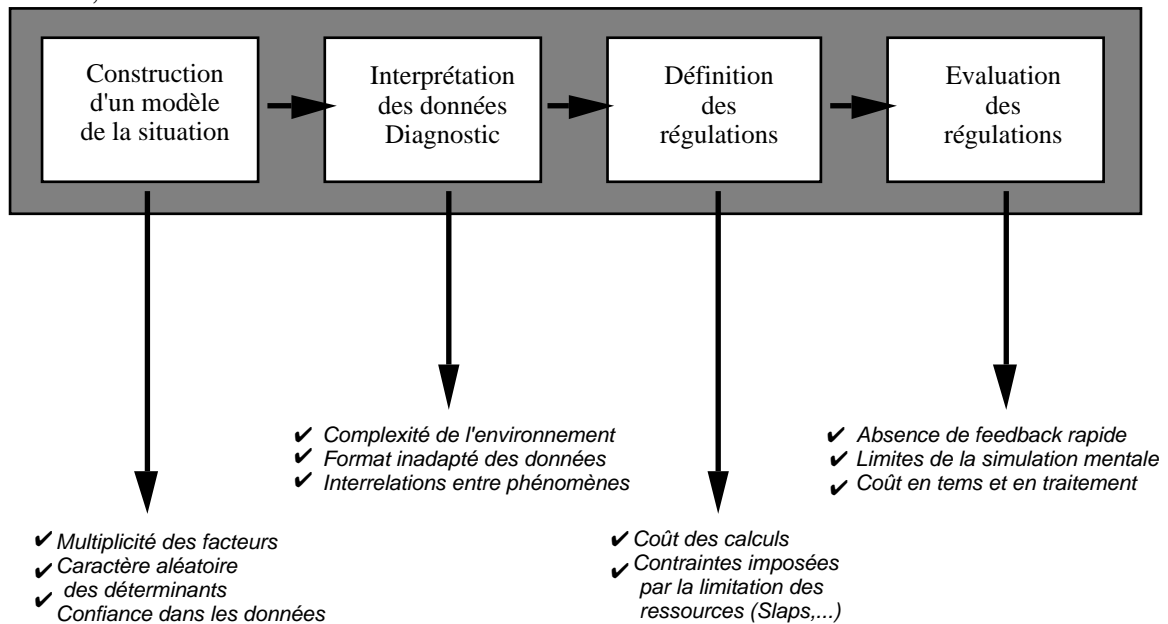 Construction
d'un modèle
de la situation
Interprétation
des données
Diagnostic
Définition
des
régulations
Evaluation
des
régulations
✔ Multiplicité des facteurs
✔ Caractère aléatoire
des déterminants
✔ Confiance dans les données
✔ Complexité de l'environnement
✔ Format inadapté des données
✔ Interrelations entre phénomènes
✔ Coût des calculs
✔ Contraintes imposées
par la limitation des
ressources (Slaps,...)
✔ Absence de feedback rapide
✔ Limites de la simulation mentale
✔ Coût en tems et en traitement